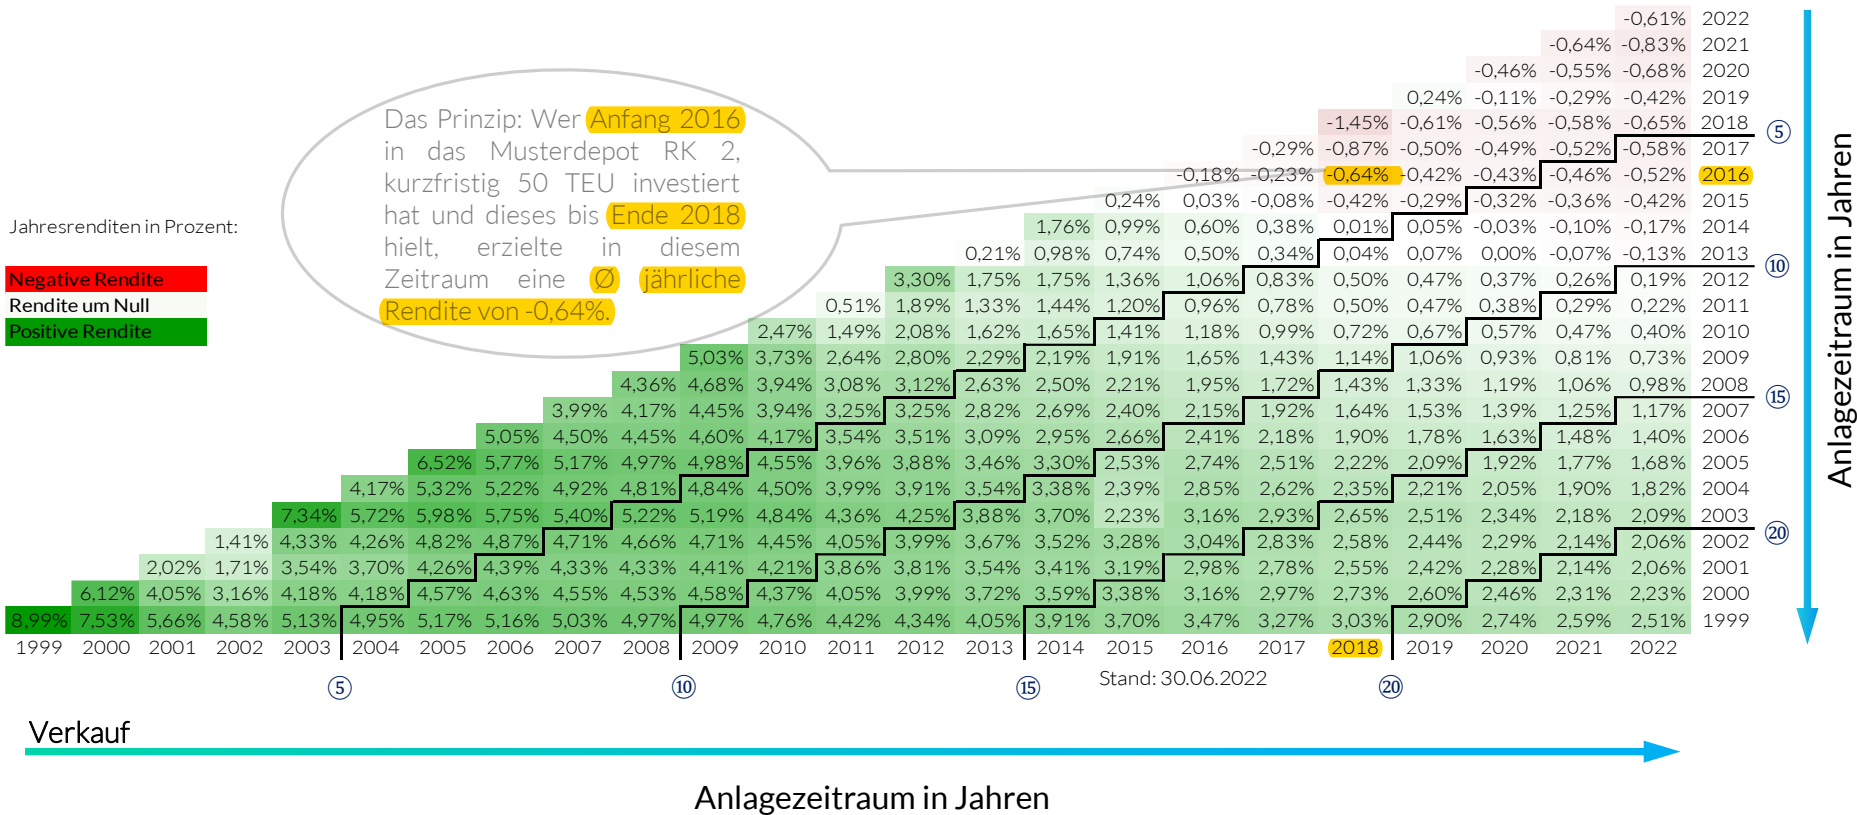 -0,61% 2022
-0,64% -0,83% 2021
-0,46% -0,55% -0,68% 2020
0,24% -0,11% -0,29% -0,42% 2019
-1,45% -0,61% -0,56% -0,58% -0,65% 2018
⑤
-0,29% -0,87% -0,50% -0,49% -0,52% -0,58% 2017
-0,18% -0,23% -0,64% -0,42% -0,43% -0,46% -0,52% 2016
0,24% 0,03% -0,08% -0,42% -0,29% -0,32% -0,36% -0,42% 2015
1,76% 0,99% 0,60% 0,38% 0,01% 0,05% -0,03% -0,10% -0,17% 2014
0,21% 0,98% 0,74% 0,50% 0,34% 0,04% 0,07% 0,00% -0,07% -0,13% 2013
⑩
3,30% 1,75% 1,75% 1,36% 1,06% 0,83% 0,50% 0,47% 0,37% 0,26% 0,19% 2012
0,51% 1,89% 1,33% 1,44% 1,20% 0,96% 0,78% 0,50% 0,47% 0,38% 0,29% 0,22% 2011
2,47% 1,49% 2,08% 1,62% 1,65% 1,41% 1,18% 0,99% 0,72% 0,67% 0,57% 0,47% 0,40% 2010
5,03% 3,73% 2,64% 2,80% 2,29% 2,19% 1,91% 1,65% 1,43% 1,14% 1,06% 0,93% 0,81% 0,73% 2009
4,36% 4,68% 3,94% 3,08% 3,12% 2,63% 2,50% 2,21% 1,95% 1,72% 1,43% 1,33% 1,19% 1,06% 0,98% 2008
⑮
3,99% 4,17% 4,45% 3,94% 3,25% 3,25% 2,82% 2,69% 2,40% 2,15% 1,92% 1,64% 1,53% 1,39% 1,25% 1,17% 2007
5,05% 4,50% 4,45% 4,60% 4,17% 3,54% 3,51% 3,09% 2,95% 2,66% 2,41% 2,18% 1,90% 1,78% 1,63% 1,48% 1,40% 2006
6,52% 5,77% 5,17% 4,97% 4,98% 4,55% 3,96% 3,88% 3,46% 3,30% 2,53% 2,74% 2,51% 2,22% 2,09% 1,92% 1,77% 1,68% 2005
4,17% 5,32% 5,22% 4,92% 4,81% 4,84% 4,50% 3,99% 3,91% 3,54% 3,38% 2,39% 2,85% 2,62% 2,35% 2,21% 2,05% 1,90% 1,82% 2004
7,34% 5,72% 5,98% 5,75% 5,40% 5,22% 5,19% 4,84% 4,36% 4,25% 3,88% 3,70% 2,23% 3,16% 2,93% 2,65% 2,51% 2,34% 2,18% 2,09% 2003
⑳
1,41% 4,33% 4,26% 4,82% 4,87% 4,71% 4,66% 4,71% 4,45% 4,05% 3,99% 3,67% 3,52% 3,28% 3,04% 2,83% 2,58% 2,44% 2,29% 2,14% 2,06% 2002
2,02% 1,71% 3,54% 3,70% 4,26% 4,39% 4,33% 4,33% 4,41% 4,21% 3,86% 3,81% 3,54% 3,41% 3,19% 2,98% 2,78% 2,55% 2,42% 2,28% 2,14% 2,06% 2001
6,12% 4,05% 3,16% 4,18% 4,18% 4,57% 4,63% 4,55% 4,53% 4,58% 4,37% 4,05% 3,99% 3,72% 3,59% 3,38% 3,16% 2,97% 2,73% 2,60% 2,46% 2,31% 2,23% 2000
8,99% 7,53% 5,66% 4,58% 5,13% 4,95% 5,17% 5,16% 5,03% 4,97% 4,97% 4,76% 4,42% 4,34% 4,05% 3,91% 3,70% 3,47% 3,27% 3,03% 2,90% 2,74% 2,59% 2,51% 1999
1999 2000 2001 2002 2003 2004 2005 2006 2007 2008 2009 2010 2011 2012 2013 2014 2015 2016 2017 2018 2019 2020 2021 2022
⑤ ⑩ ⑮ ⑳
Stand: 30.06.2022
Das Prinzip: Wer Anfang 2016
in das Musterdepot RK 2,
kurzfristig 50 TEU investiert
hat und dieses bis Ende 2018
hielt, erzielte in diesem
Zeitraum eine Ø jährliche
Rendite von -0,64%.
Jahresrenditen in Prozent:
Negative Rendite
Rendite um Null
Positive Rendite
Verkauf
Anlagezeitraum in Jahren
Anlagezeitraum in Jahren